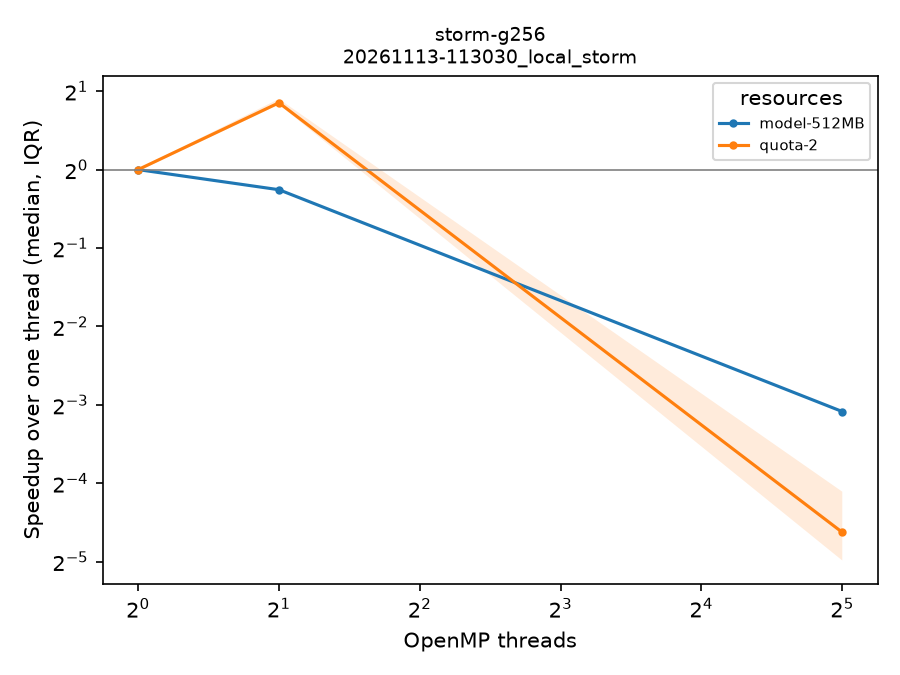 storm-g256
20261113-113030_local_storm
Speedup over one thread (median, IQR)
2^1
2^0
2^−1
2^−2
2^−3
2^−4
2^−5
resources
model-512MB
quota-2
2^0 2^1 2^2 2^3 2^4 2^5
OpenMP threads